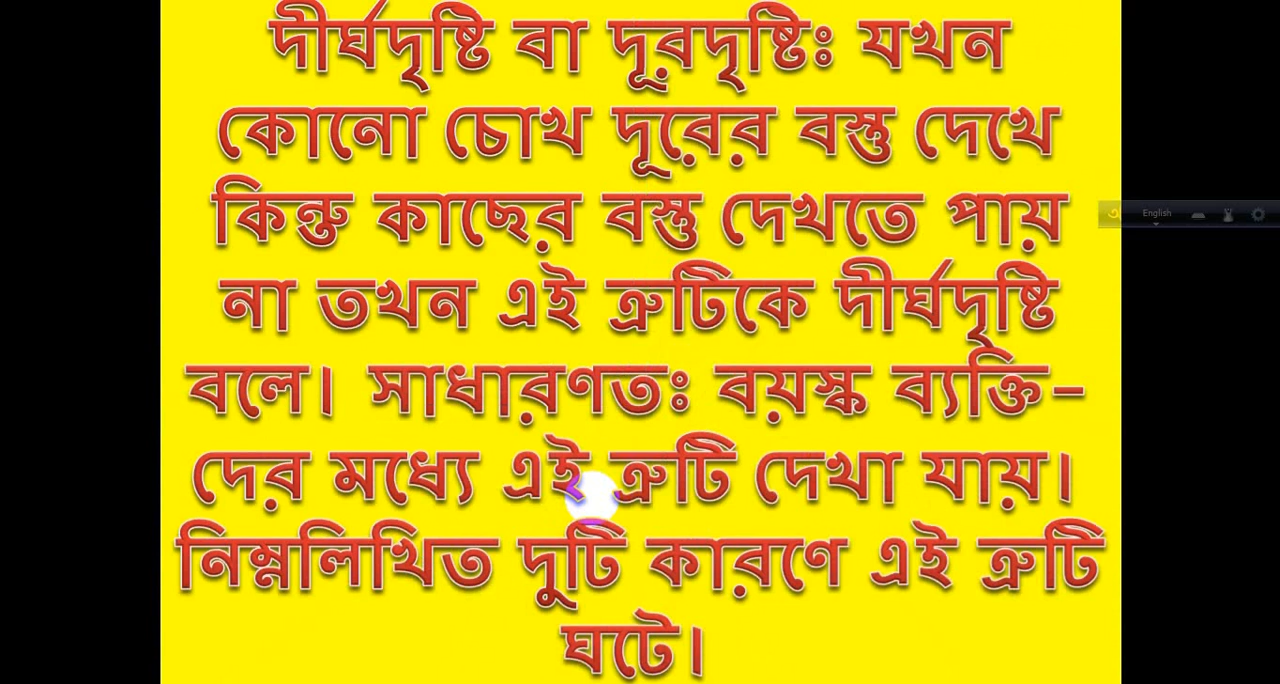 দীর্ঘদৃষ্টি বা দূরদৃষ্টিঃ যখন
কোনো চোখ দূরের বস্তু দেখে
কিন্তু কাছের বস্তু দেখতে পায়
না তখন এই ত্রুটিকে দীর্ঘদৃষ্টি
বলে। সাধারণতঃ বয়স্ক ব্যক্তি-
দের মধ্যে এই ত্রুটি দেখা যায়।
নিম্নলিখিত দুটি কারণে এই ত্রুটি
ঘটে।
English